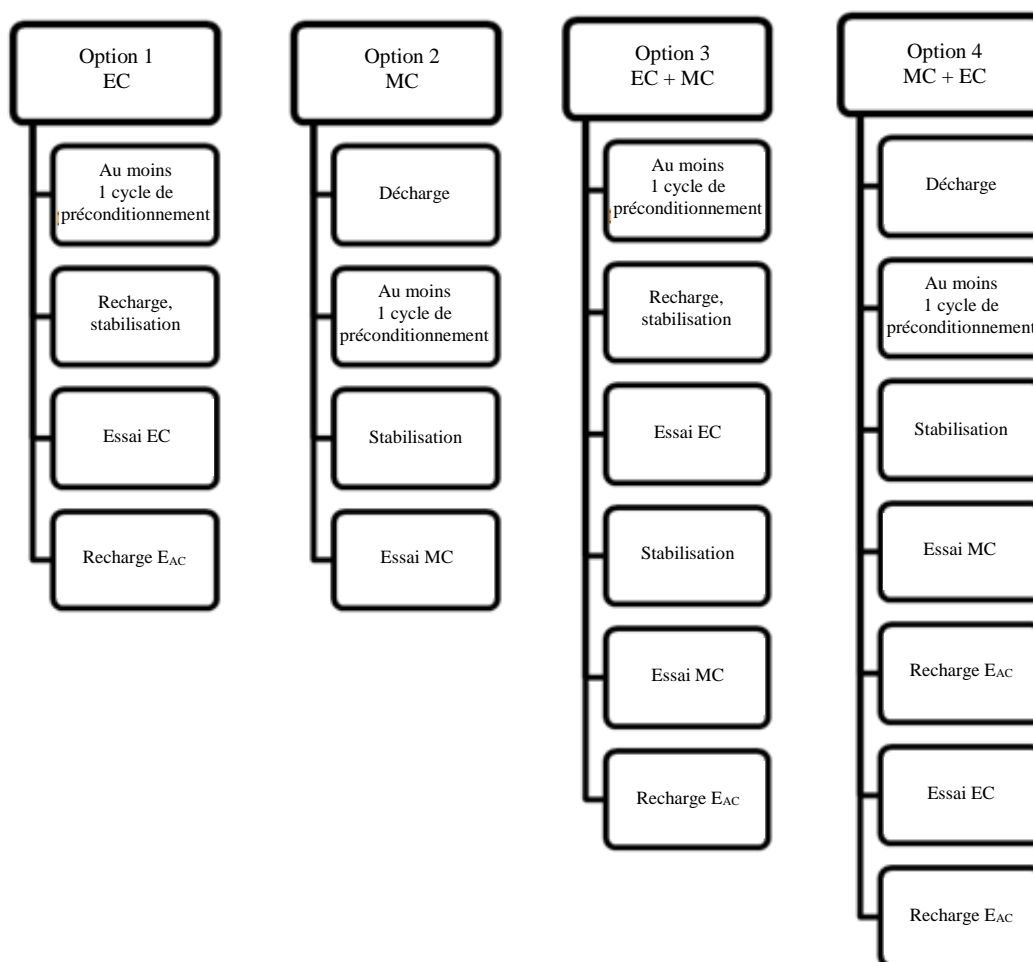 Option 1
EC
Au moins
1 cycle de
préconditionnement
Recharge,
stabilisation
Essai EC
Recharge EAC
Option 2
MC
Décharge
Au moins
1 cycle de
préconditionnement
Stabilisation
Essai MC
Option 3
EC + MC
Au moins
1 cycle de
préconditionnement
Recharge,
stabilisation
Essai EC
Stabilisation
Essai MC
Recharge EAC
Option 4
MC + EC
Décharge
Au moins
1 cycle de
préconditionnement
Stabilisation
Essai MC
Recharge EAC
Essai EC
Recharge EAC